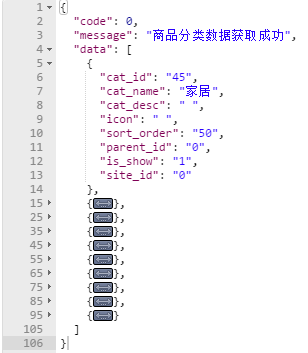 1 {
2 "code": 0,
3 "message": "商品分类数据获取成功",
4 "data": [
5 {
6 "cat_id": "45",
7 "cat_name": "家居",
8 "cat_desc": " ",
9 "icon": " ",
10 "sort_order": "50",
11 "parent_id": "0",
12 "is_show": "1",
13 "site_id": "0"
14 },
15 {↔},
25 {↔},
35 {↔},
45 {↔},
55 {↔},
65 {↔},
75 {↔},
85 {↔},
95 {↔}
105 ]
106 }